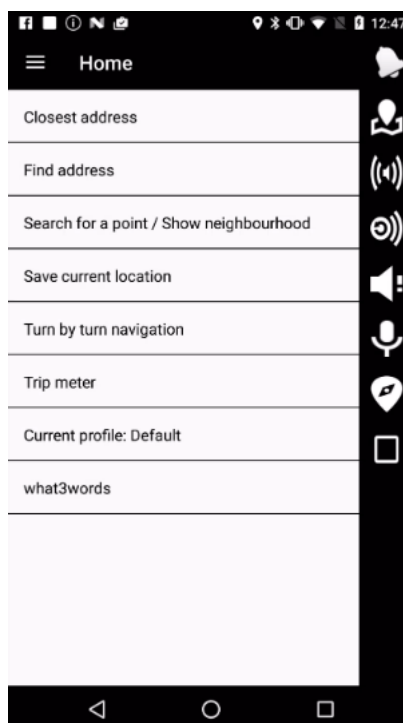 12:47
Home
Closest address
Find address
Search for a point / Show neighbourhood
Save current location
Turn by turn navigation
Trip meter
Current profile: Default
what3words